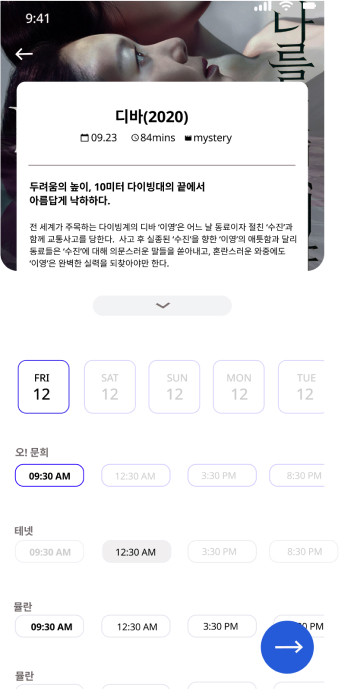 9:41
다른
디바(2020)
09.23 84mins mystery
두려움의 높이, 10미터 다이빙대의 끝에서
아름답게 낙하하다.
전 세계가 주목하는 다이빙계의 디바 '이영'은 어느 날 동료이자 절친 '수진'과
함께 교통사고를 당한다. 사고 후 실종된 '수진'을 향한 '이영'의 애틋함과 달리
동료들은 '수진'에 대해 의문스러운 말들을 쏟아내고, 혼란스러운 와중에도
'이영'은 완벽한 실력을 되찾아야만 한다.
FRI SAT SUN MON TUE
12 12 12 12 12
오! 문희
09:30 AM 12:30 AM 3:30 PM 8:30 PM
테넷
09:30 AM 12:30 AM 3:30 PM 8:30 PM
뮬란
09:30 AM 12:30 AM 3:30 PM PM
뮬란